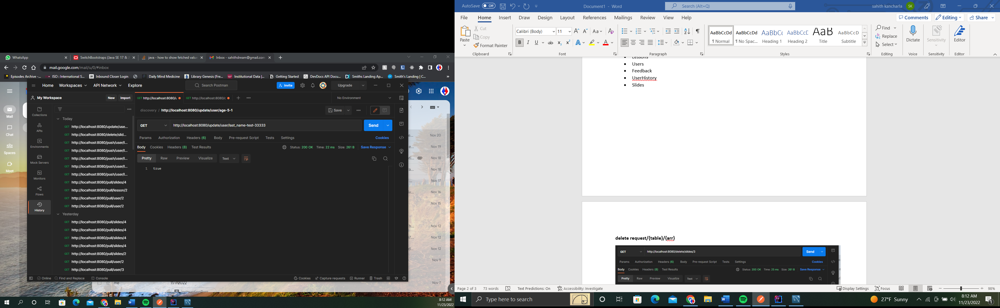 WhatsApp
SwitchBootstraps (Java SE 17 &
java - how to show fetched value
Inbox - sahithdream@gmail.com
mail.google.com/mail/u/0/#inbox
Episodes Archive -...
ISO : International S...
Inbound Closer Login
Daily Mind Medicine
Library Genesis (Fre...
Institutional Data |...
Getting Started
DevDocs API Docu...
Smiths Landing Ap...
Smith's Landing | C...
Mail
Chat
Spaces
Meet
Home Workspaces API Network Explore
Search Postman
Invite
Upgrade
My Workspace
New Import
GET http://localhost:8080/u
GET http://localhost:8080/c
No Environment
Collections
APIs
Environments
Mock Servers
Monitors
Flows
History
Today
GET http://localhost:8080/update/use...
GET http://localhost:8080/delete/slid...
GET http://localhost:8080/push/user/l...
GET http://localhost:8080/push/user/l...
GET http://localhost:8080/push/user/l...
GET http://localhost:8080/push/user/l...
GET http://localhost:8080/push/user/l...
GET http://localhost:8080/pull/slides/4
GET http://localhost:8080/pull/lesson/2
GET http://localhost:8080/pull/user/2
GET http://localhost:8080/pull/user/2
Yesterday
GET http://localhost:8080/pull/slides/4
GET http://localhost:8080/pull/slides/4
GET http://localhost:8080/pull/slides/4
GET http://localhost:8080/pull/slides/4
GET http://localhost:8080/pull/slides/2
GET http://localhost:8080/pull/user/2
GET http://localhost:8080/pull/user/3
discovery / http://localhost:8080/update/user/age-5-1
Save
GET http://localhost:8080/update/user/last_name-test-33333
Send
Params Authorization Headers (6) Body Pre-request Script Tests Settings
Cookies
Body Cookies Headers (8) Test Results
Status: 200 OK Time: 22 ms Size: 261 B
Save Response
Pretty Raw Preview Visualize Text
1 true
Online Find and Replace Console
Cookies Capture requests Runner Trash
Nov 20
Nov 19
Nov 18
Nov 18
Nov 17
Nov 16
Nov 15
Nov 12
Nov 12
Nov 12
Nov 9
Nov 7
me
11/7/2022
8:12 AM
11/23/2022
AutoSave Off
Document1 - Word
Search (Alt+Q)
sahith kancharla SK
File Home Insert Draw Design Layout References Mailings Review View Help
Comments Editing Share
Paste
Cut
Copy
Format Painter
Clipboard
Calibri (Body) 11
Font
Paragraph
AaBbCcDd AaBbCcDd AaBbCc AaBbCcC AaB AaBbCcD
¶ Normal ¶ No Spac... Heading 1 Heading 2 Title Subtitle
Styles
Find
Replace
Select
Editing
Dictate
Voice
Sensitivity
Sensitivity
Editor
Editor
Lessons
Users
Feedback
UserHistory
Slides
delete request/{table}/{arr}
GET http://localhost:8080/delete/slides/3
Send
Params Authorization Headers (6) Body Pre-request Script Tests Settings
Cookies
Body Cookies Headers (8) Test Results
Status: 200 OK Time: 25 ms Size: 261 B
Save Response
Pretty Raw Preview Visualize Text
Page 2 of 3 73 words Text Predictions: On Accessibility: Investigate
Display Settings Focus 98%
Type here to search
27°F Sunny
8:12 AM
11/23/2022
1